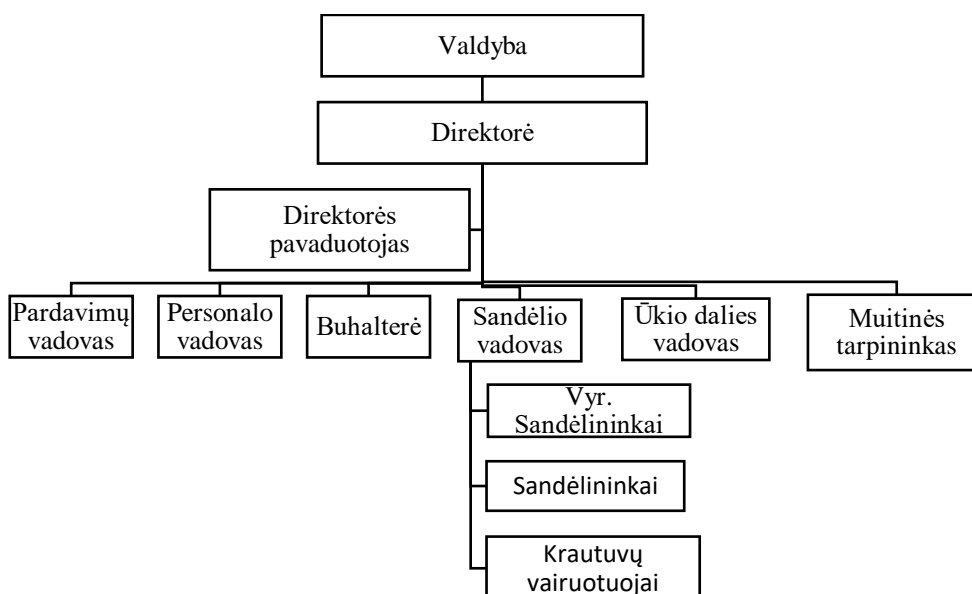 Valdyba
Direktorė
Direktorės
pavaduotojas
Pardavimų
vadovas
Personalo
vadovas
Buhalterė
Sandėlio
vadovas
Ūkio dalies
vadovas
Muitinės
tarpininkas
Vyr.
Sandėlininkai
Sandėlininkai
Krautuvų
vairuotuojai